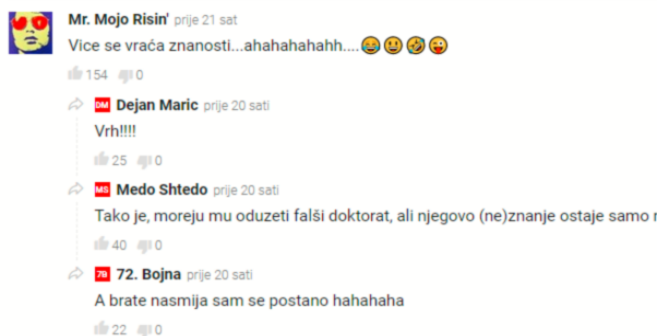 Mr. Mojo Risin' prije 21 sat
Vice se vraća znanosti...ahahahahahh....😂😀🤣😜
154 0
DM Dejan Maric prije 20 sati
Vrh!!!!
25 0
MS Medo Shtedo prije 20 sati
Tako je, moreju mu oduzeti falši doktorat, ali njegovo (ne)znanje ostaje samo
40 0
7B 72. Bojna prije 20 sati
A brate nasmija sam se postano hahahaha
22 0